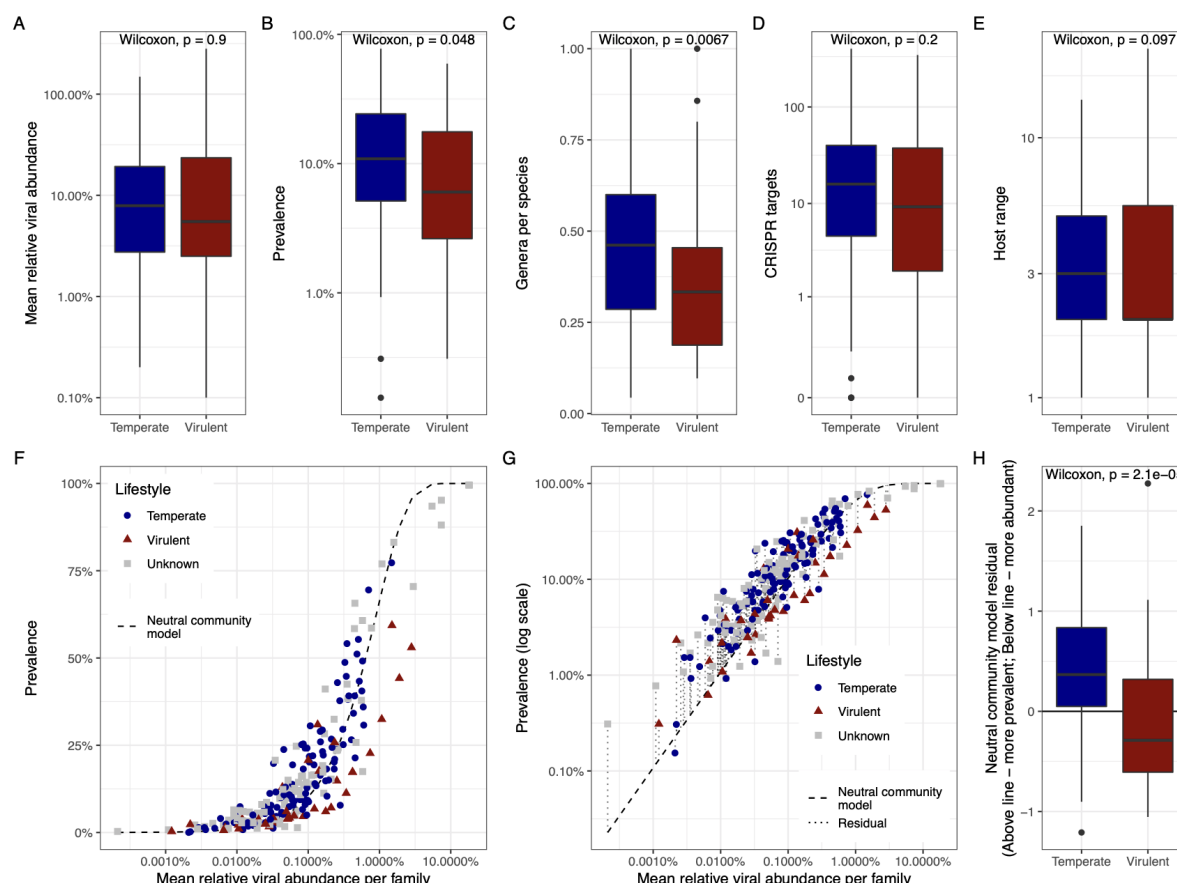 A
B
C
D
E
Wilcoxon, p = 0.9
Wilcoxon, p = 0.048
Wilcoxon, p = 0.0067
Wilcoxon, p = 0.2
Wilcoxon, p = 0.097
Mean relative viral abundance
100.00%
10.00%
1.00%
0.10%
Temperate Virulent
Prevalence
100.0%
10.0%
1.0%
Temperate Virulent
Genera per species
1.00
0.75
0.50
0.25
0.00
Temperate Virulent
CRISPR targets
100
10
1
0
Temperate Virulent
Host range
10
3
1
Temperate Virulent
F
Prevalence
100%
75%
50%
25%
0%
Lifestyle
Temperate
Virulent
Unknown
Neutral community
model
0.0010% 0.0100% 0.1000% 1.0000% 10.0000%
Mean relative viral abundance per family
G
Prevalence (log scale)
100.00%
10.00%
1.00%
0.10%
Lifestyle
Temperate
Virulent
Unknown
Neutral community
model
Residual
0.0010% 0.0100% 0.1000% 1.0000% 10.0000%
Mean relative viral abundance per family
H
Wilcoxon, p = 2.1e−0
Neutral community model residual
(Above line − more prevalent; Below line − more abundant)
2
1
0
−1
Temperate Virulent